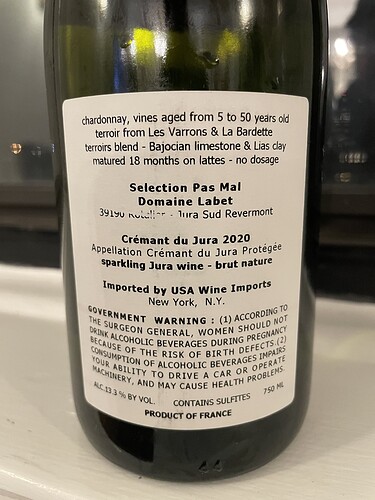 chardonnay, vines aged from 5 to 50 years old
terroir from Les Varrons & La Bardette
terroirs blend - Bajocian limestone & Lias clay
matured 18 months on lattes - no dosage
Selection Pas Mal
Domaine Labet
39190 - Jura Sud Revermont
Crémant du Jura 2020
Appellation Crémant du Jura Protégée
sparkling Jura wine - brut nature
Imported by USA Wine Imports
New York, N.Y.
GOVERNMENT WARNING : (1) ACCORDING TO
THE SURGEON GENERAL, WOMEN SHOULD NOT
DRINK ALCOHOLIC BEVERAGES DURING PREGNANCY
BECAUSE OF THE RISK OF BIRTH DEFECTS.(2)
CONSUMPTION OF ALCOHOLIC BEVERAGES IMPAIRS
YOUR ABILITY TO DRIVE A CAR OR OPERATE
MACHINERY, AND MAY CAUSE HEALTH PROBLEMS.
ALC.13.3 % BY VOL. CONTAINS SULFITES 750 ML
PRODUCT OF FRANCE